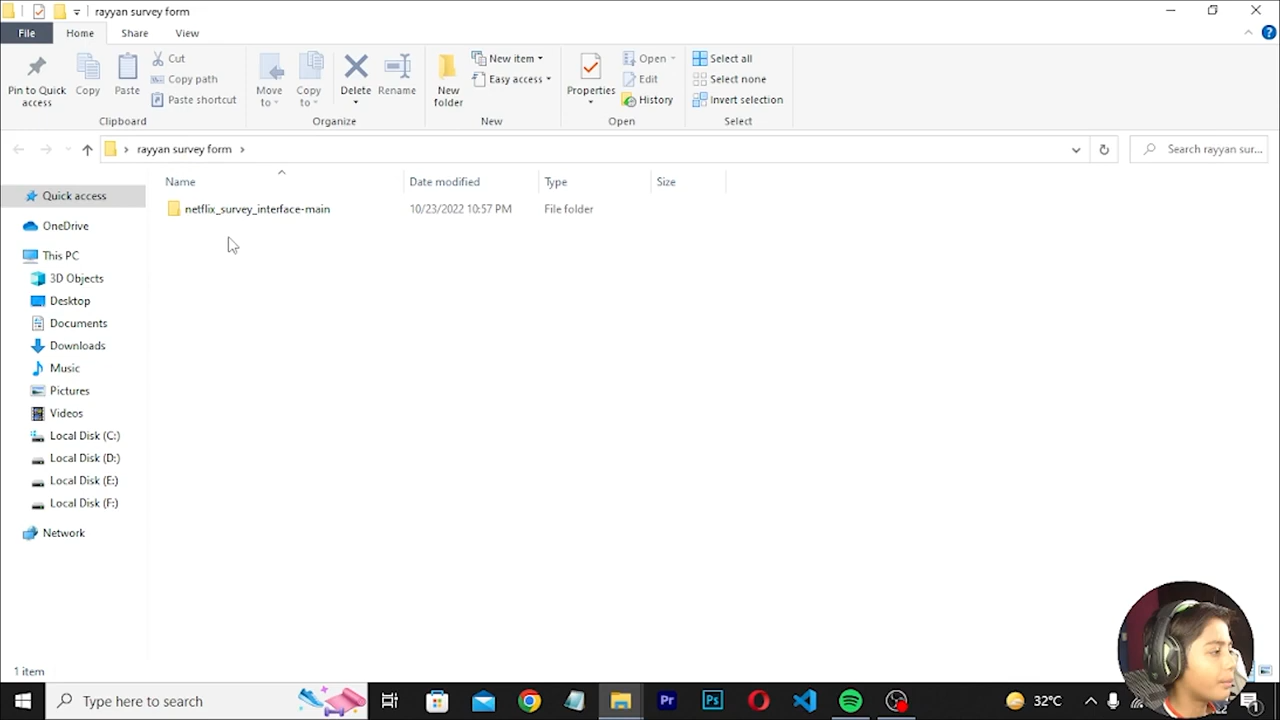 rayyan survey form
File
Home
Share
View
Pin to Quick access
Copy
Paste
Cut
Copy path
Paste shortcut
Clipboard
Move to
Copy to
Delete
Rename
Organize
New folder
New item
Easy access
New
Properties
Open
Edit
History
Open
Select all
Select none
Invert selection
Select
rayyan survey form
Search rayyan sur...
Name
Date modified
Type
Size
netflix_survey_interface-main
10/23/2022 10:57 PM
File folder
Quick access
OneDrive
This PC
3D Objects
Desktop
Documents
Downloads
Music
Pictures
Videos
Local Disk (C:)
Local Disk (D:)
Local Disk (E:)
Local Disk (F:)
Network
1 item
Type here to search
Pr
Ps
32°C
1